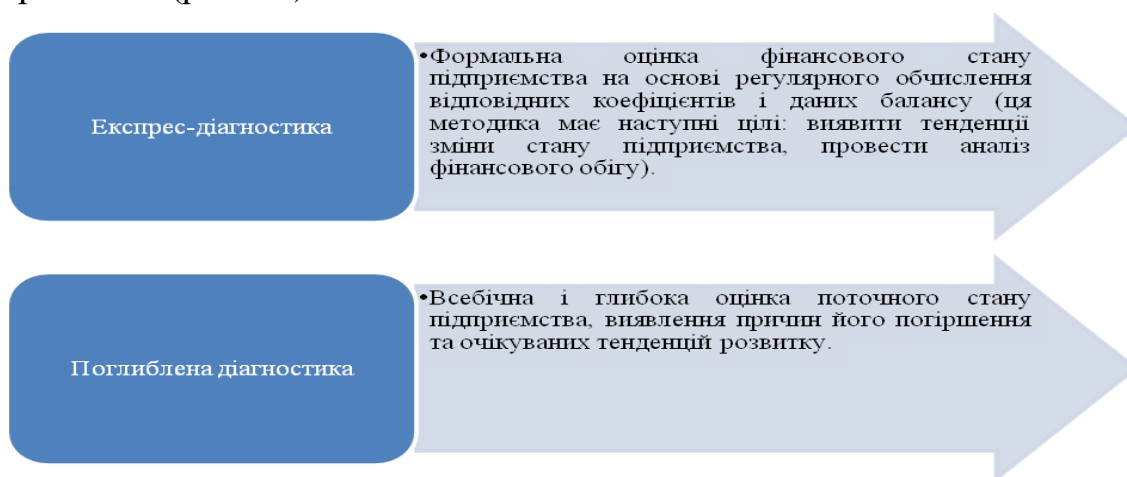 Експрес-діагностика
•Формальна оцінка фінансового стану
підприємства на основі регулярного обчислення
відповідних коефіцієнтів і даних балансу (ця
методика має наступні цілі: виявити тенденції
зміни стану підприємства, провести аналіз
фінансового обігу).
Поглиблена діагностика
•Всебічна і глибока оцінка поточного стану
підприємства, виявлення причин його погіршення
та очікуваних тенденцій розвитку.